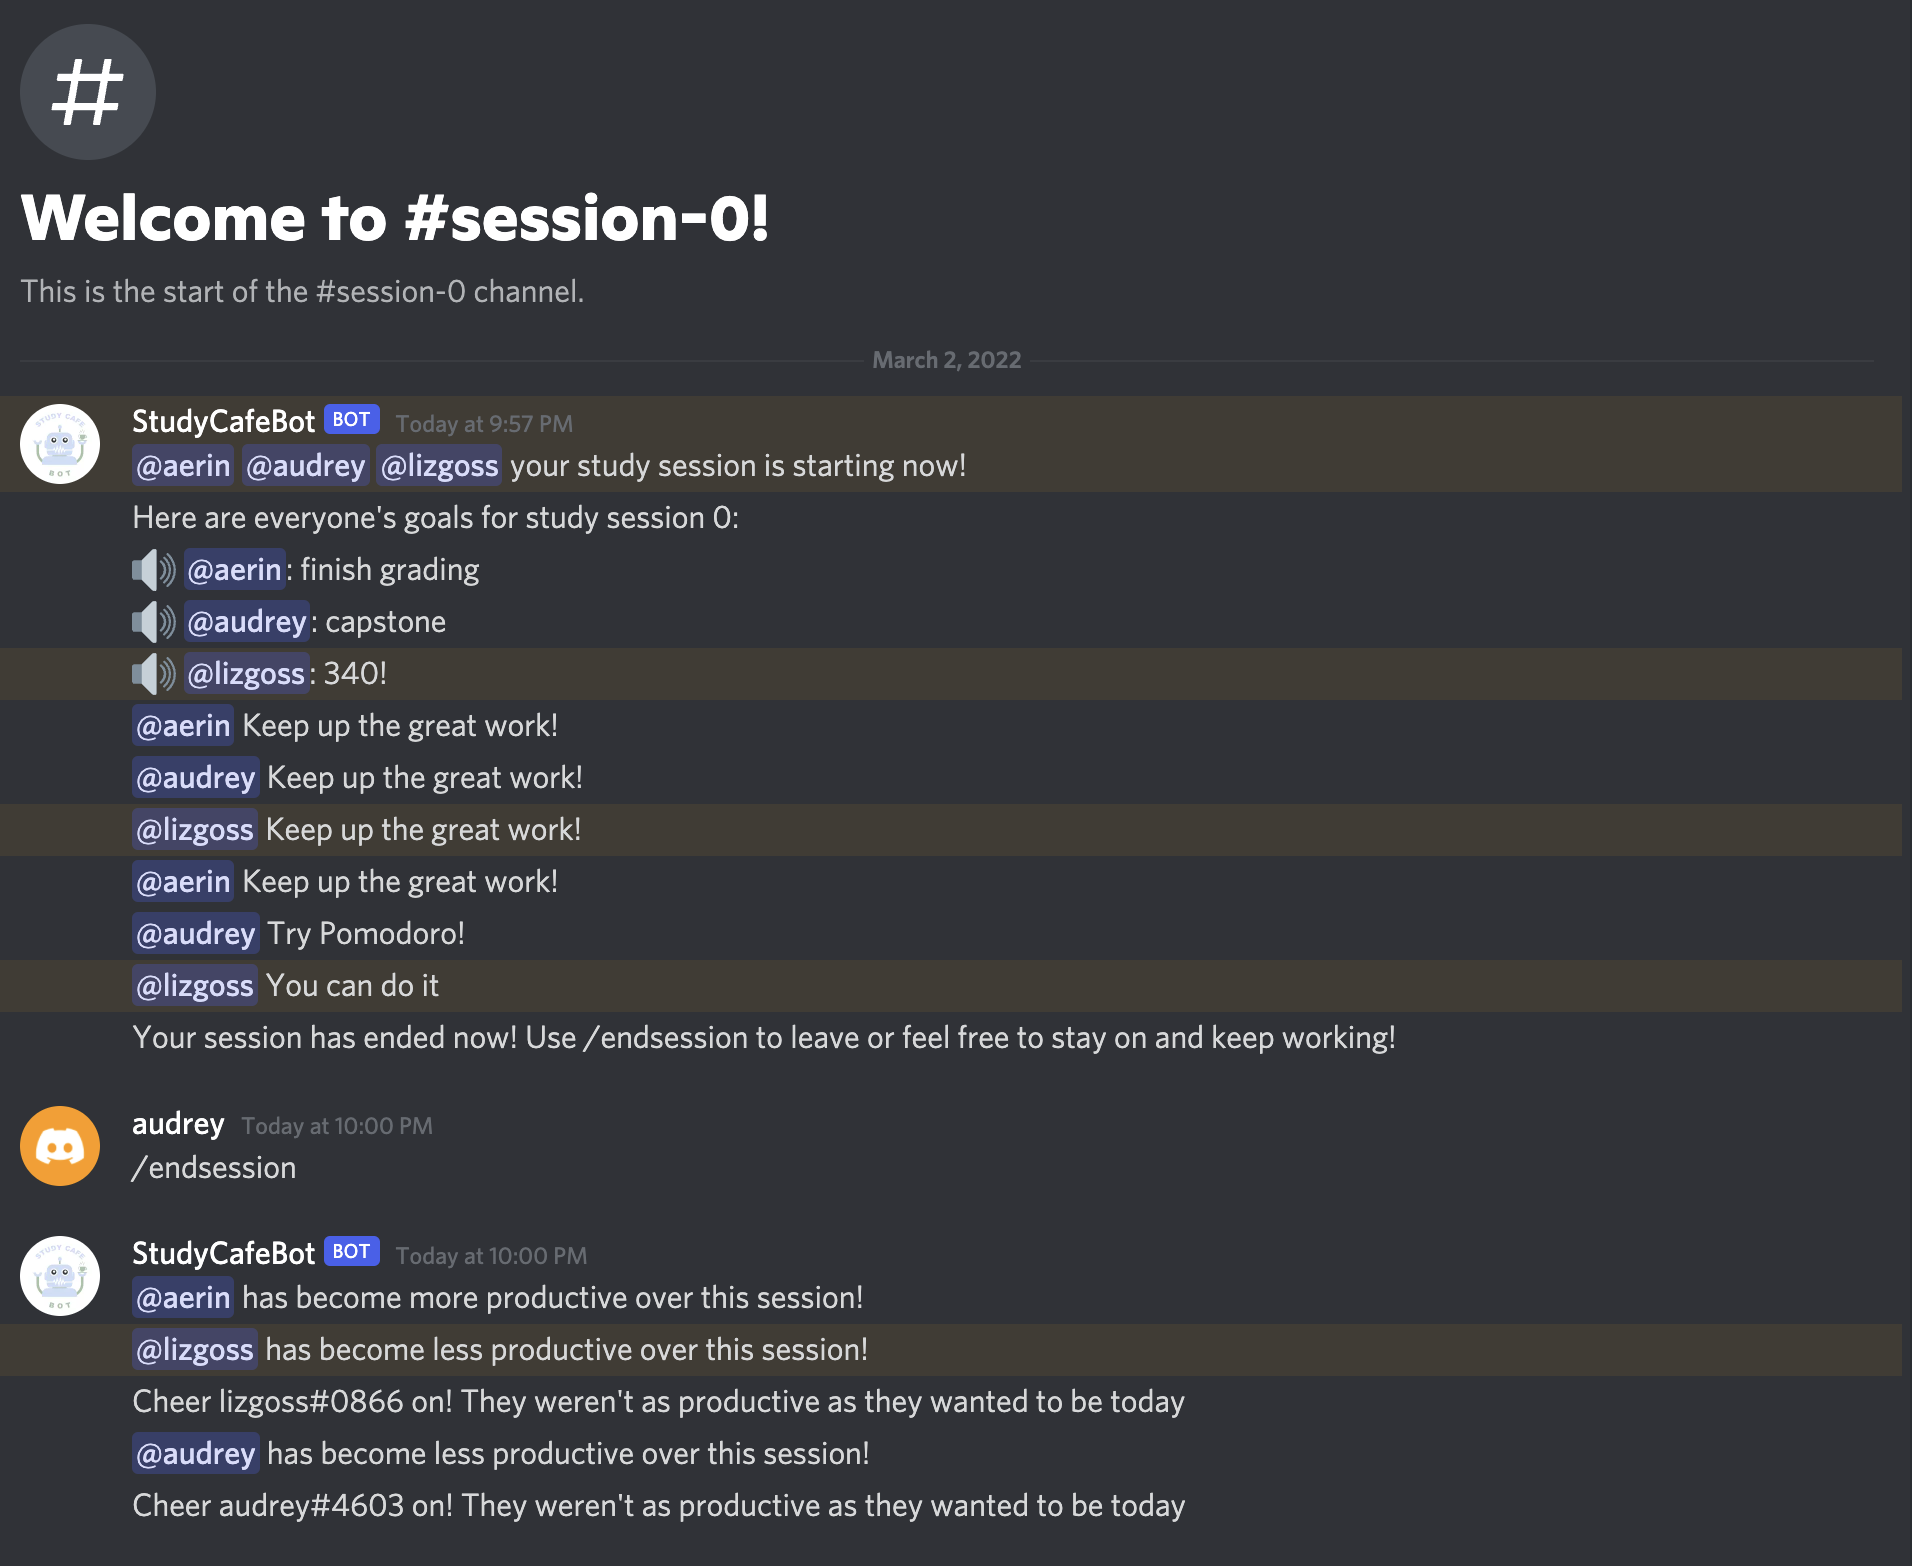 #
Welcome to #session-0!
This is the start of the #session-0 channel.
March 2, 2022
STUDY CAFE
BOT
StudyCafeBot BOT Today at 9:57 PM
@aerin @audrey @lizgoss your study session is starting now!
Here are everyone's goals for study session 0:
@aerin: finish grading
@audrey: capstone
@lizgoss: 340!
@aerin Keep up the great work!
@audrey Keep up the great work!
@lizgoss Keep up the great work!
@aerin Keep up the great work!
@audrey Try Pomodoro!
@lizgoss You can do it
Your session has ended now! Use /endsession to leave or feel free to stay on and keep working!
audrey Today at 10:00 PM
/endsession
STUDY CAFE
BOT
StudyCafeBot BOT Today at 10:00 PM
@aerin has become more productive over this session!
@lizgoss has become less productive over this session!
Cheer lizgoss#0866 on! They weren't as productive as they wanted to be today
@audrey has become less productive over this session!
Cheer audrey#4603 on! They weren't as productive as they wanted to be today